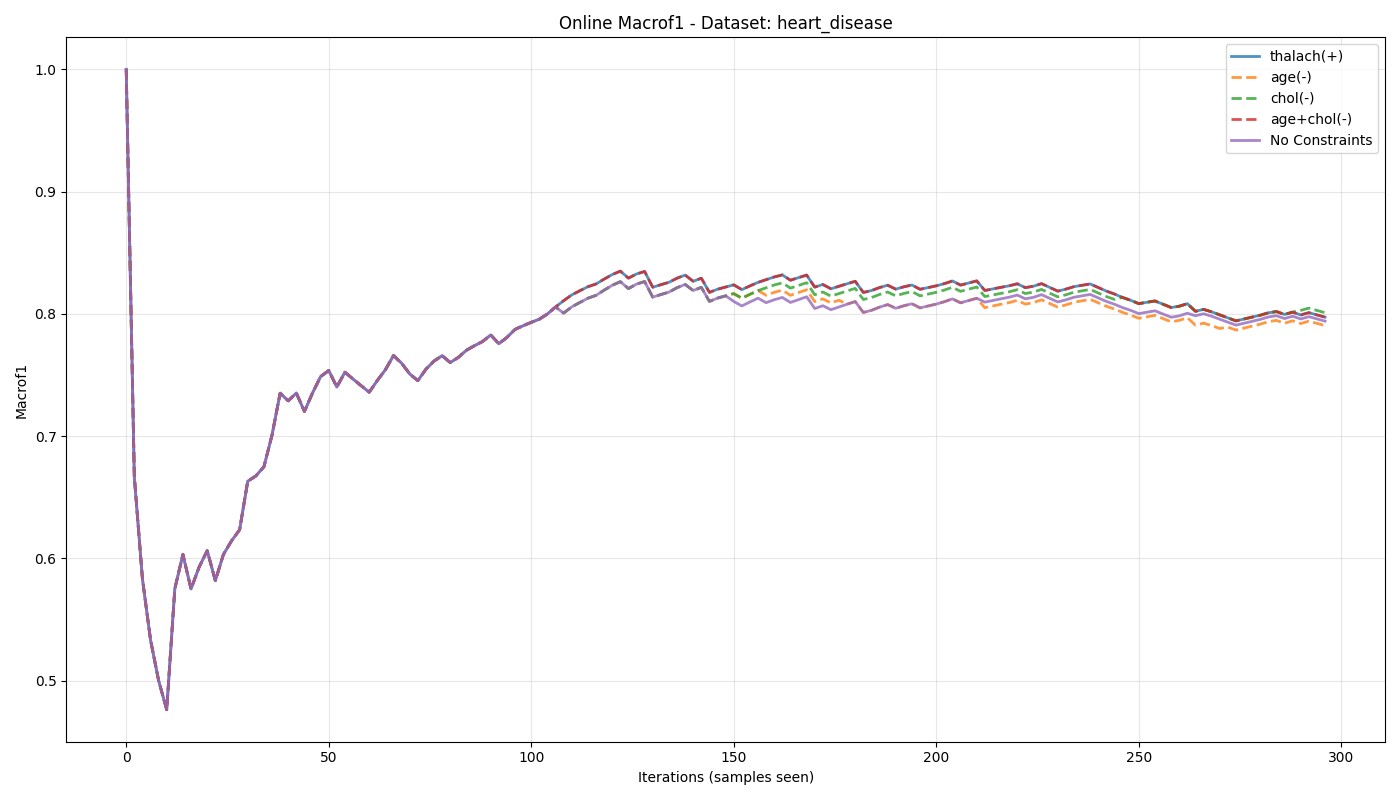 Online Macrof1 - Dataset: heart_disease
thalach(+)
age(-)
chol(-)
age+chol(-)
No Constraints
Macrof1
1.0
0.9
0.8
0.7
0.6
0.5
0
50
100
150
200
250
300
Iterations (samples seen)